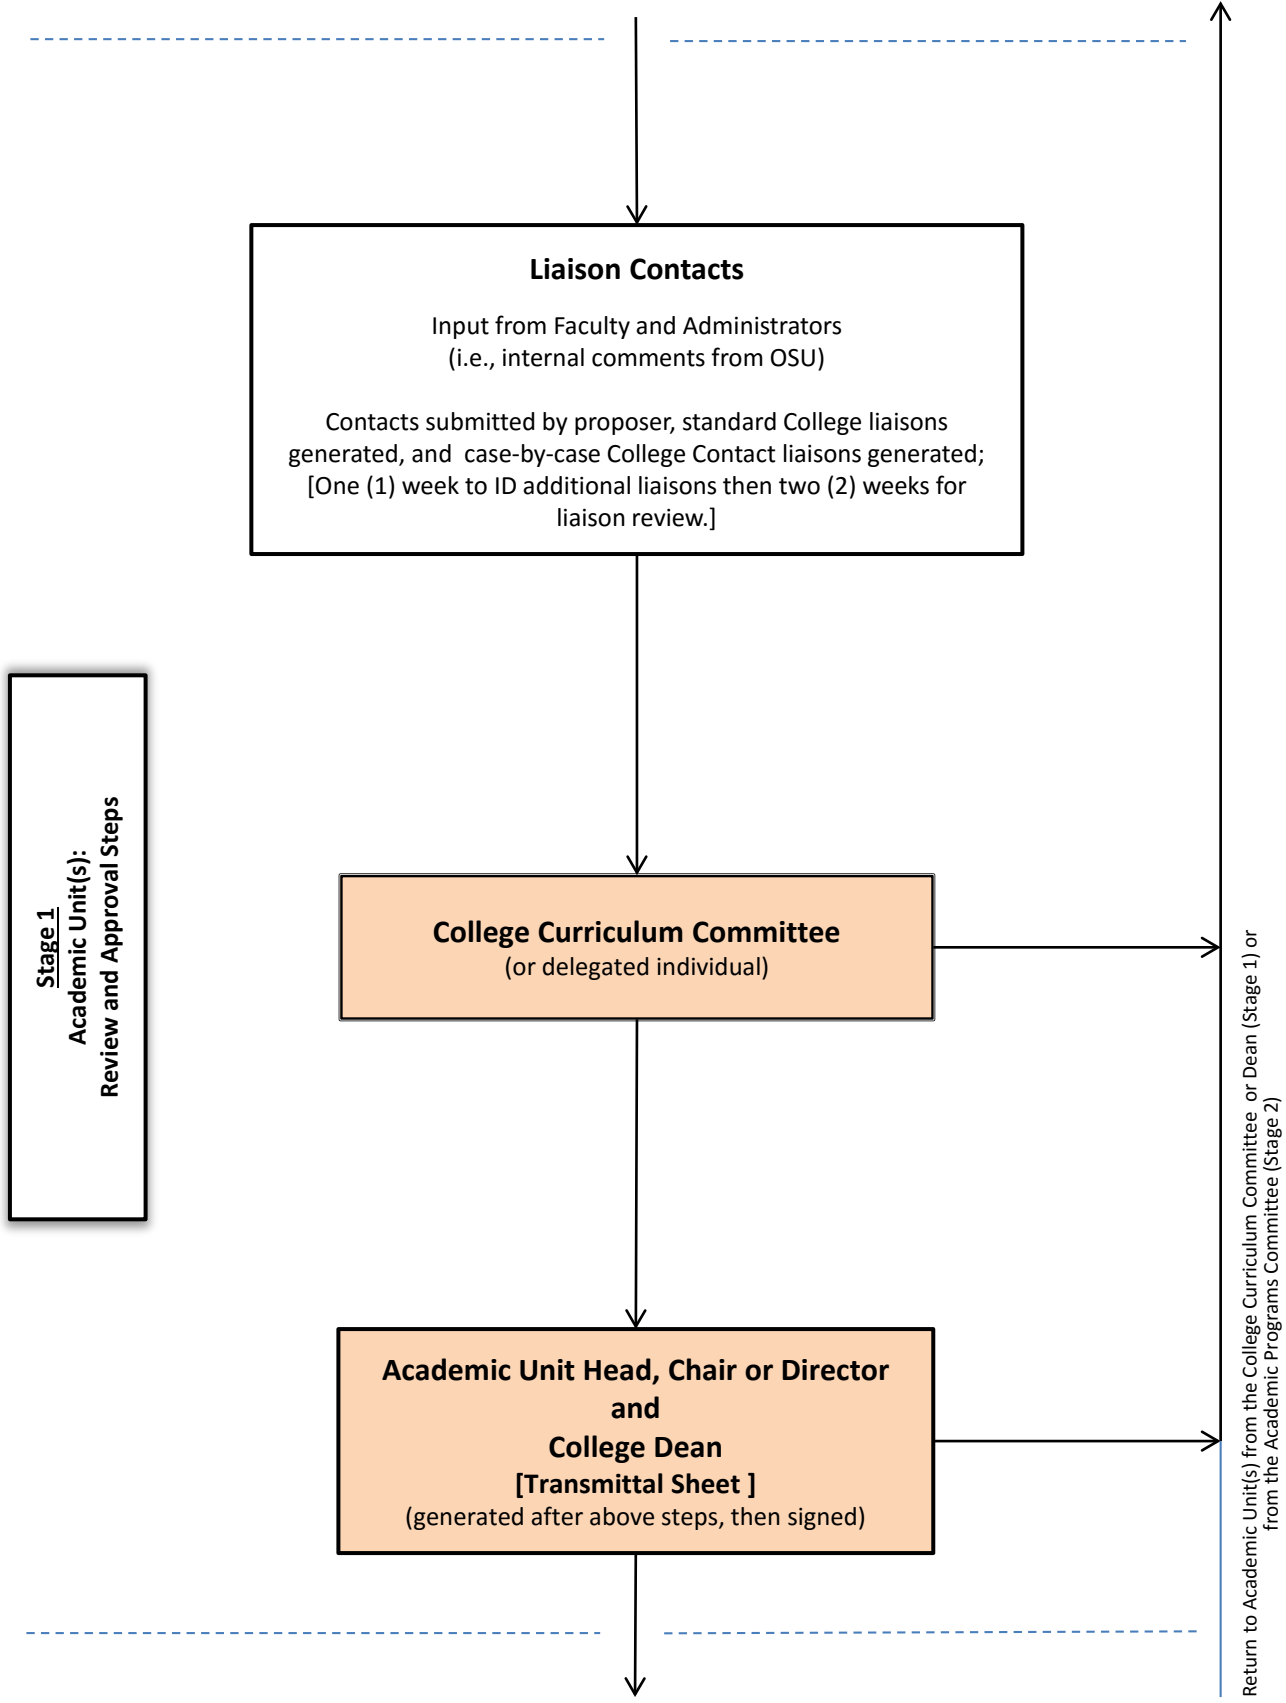 Liaison Contacts
Input from Faculty and Administrators
(i.e., internal comments from OSU)
Contacts submitted by proposer, standard College liaisons
generated, and  case-by-case College Contact liaisons generated;
[One (1) week to ID additional liaisons then two (2) weeks for
liaison review.]
Stage 1
Academic Unit(s):
Review and Approval Steps
College Curriculum Committee
(or delegated individual)
Academic Unit Head, Chair or Director
and
College Dean
[Transmittal Sheet ]
(generated after above steps, then signed)
Return to Academic Unit(s) from the College Curriculum Committee  or Dean (Stage 1) or
from the Academic Programs Committee (Stage 2)